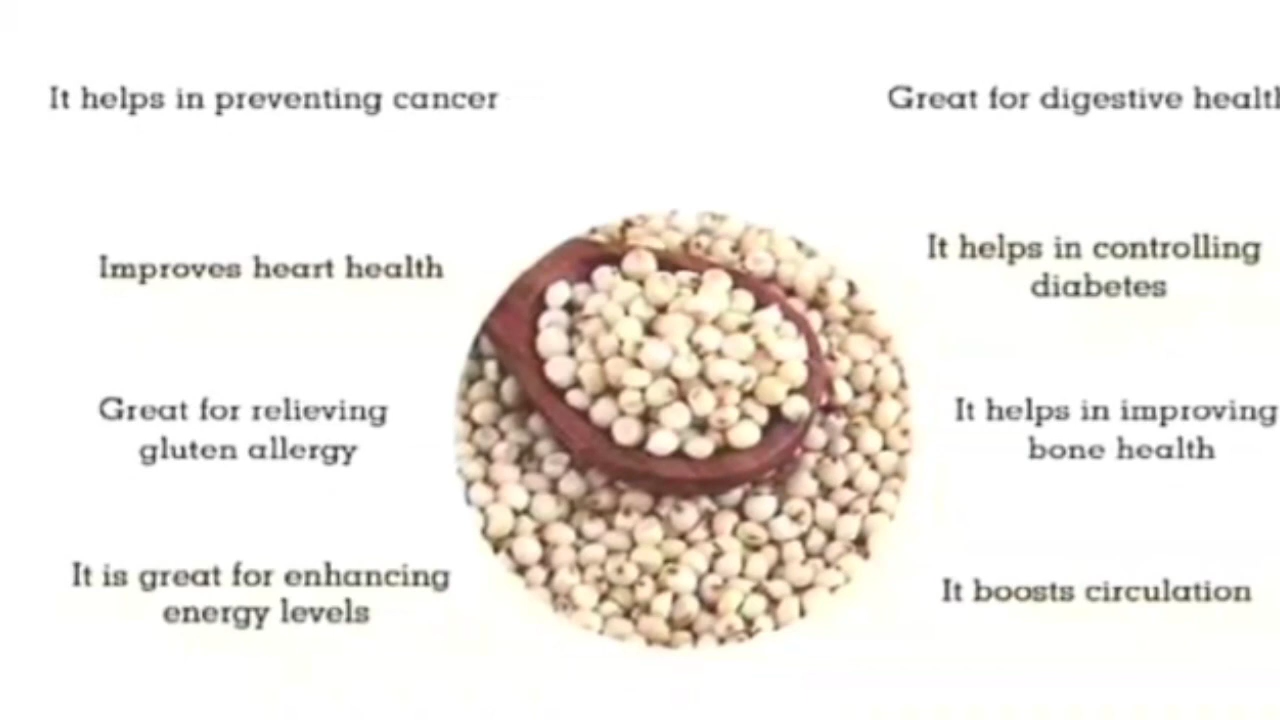 It helps in preventing cancer
Great for digestive health
Improves heart health
It helps in controlling
diabetes
Great for relieving
gluten allergy
It helps in improving
bone health
It is great for enhancing
energy levels
It boosts circulation